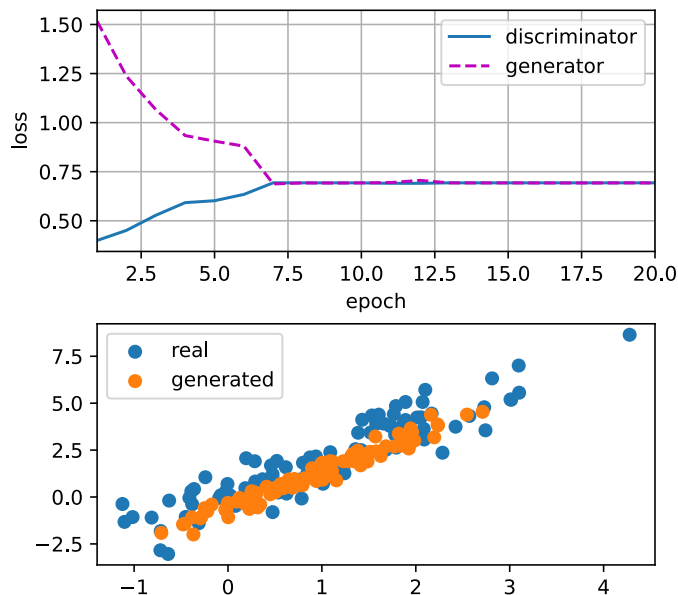 1.50
1.25
1.00
0.75
0.50
loss
discriminator
generator
2.5 5.0 7.5 10.0 12.5 15.0 17.5 20.0
epoch
real
generated
7.5
5.0
2.5
0.0
−2.5
−1 0 1 2 3 4